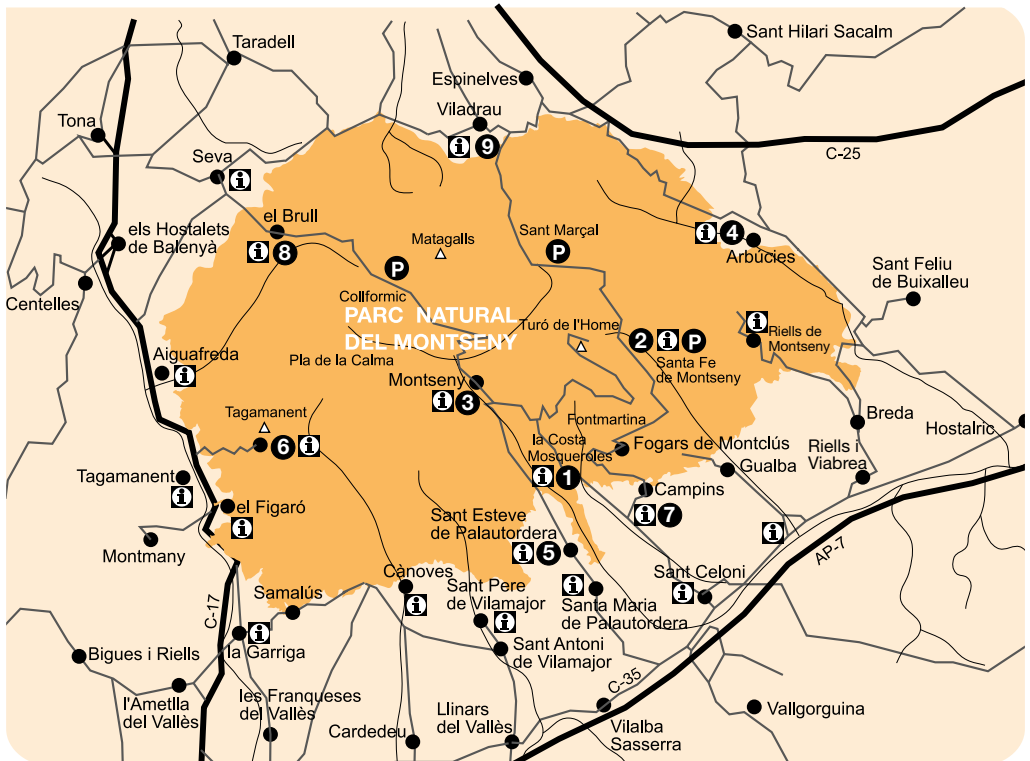 Sant Hilari Sacalm
Taradell
Espinelves
Viladrau
Tona
i 9
C-25
Seva
i
el Brull
i 8
els Hostalets
de Balenyà
Matagalls
Sant Marçal
P
P
i 4
Arbúcies
Sant Feliu
de Buixalleu
Centelles
Collformic
PARC NATURAL
DEL MONTSENY
Turó de l'Home
2 i P
Santa Fe
de Montseny
i
Riells de
Montseny
Aiguafreda
i
Pla de la Calma
Montseny
i 3
Tagamanent
6 i
Fontmartina
Fogars de Montclús
la Costa
Mosqueroles
i 1
Breda
Hostalric
Riells i
Viabrea
Gualba
Tagamanent
i
el Figaró
i
Campins
i 7
i
Sant Esteve
de Palautordera
i 5
Montmany
AP-7
Cànoves
i
Sant Pere
de Vilamajor
i
i
Santa Maria
de Palautordera
Sant Celoni
i
Samalús
C-17
i
la Garriga
Sant Antoni
de Vilamajor
Bigues i Riells
l'Ametlla
del Vallès
les Franqueses
del Vallès
Cardedeu
Llinars
del Vallès
C-35
Vilalba
Sasserra
Vallgorguina